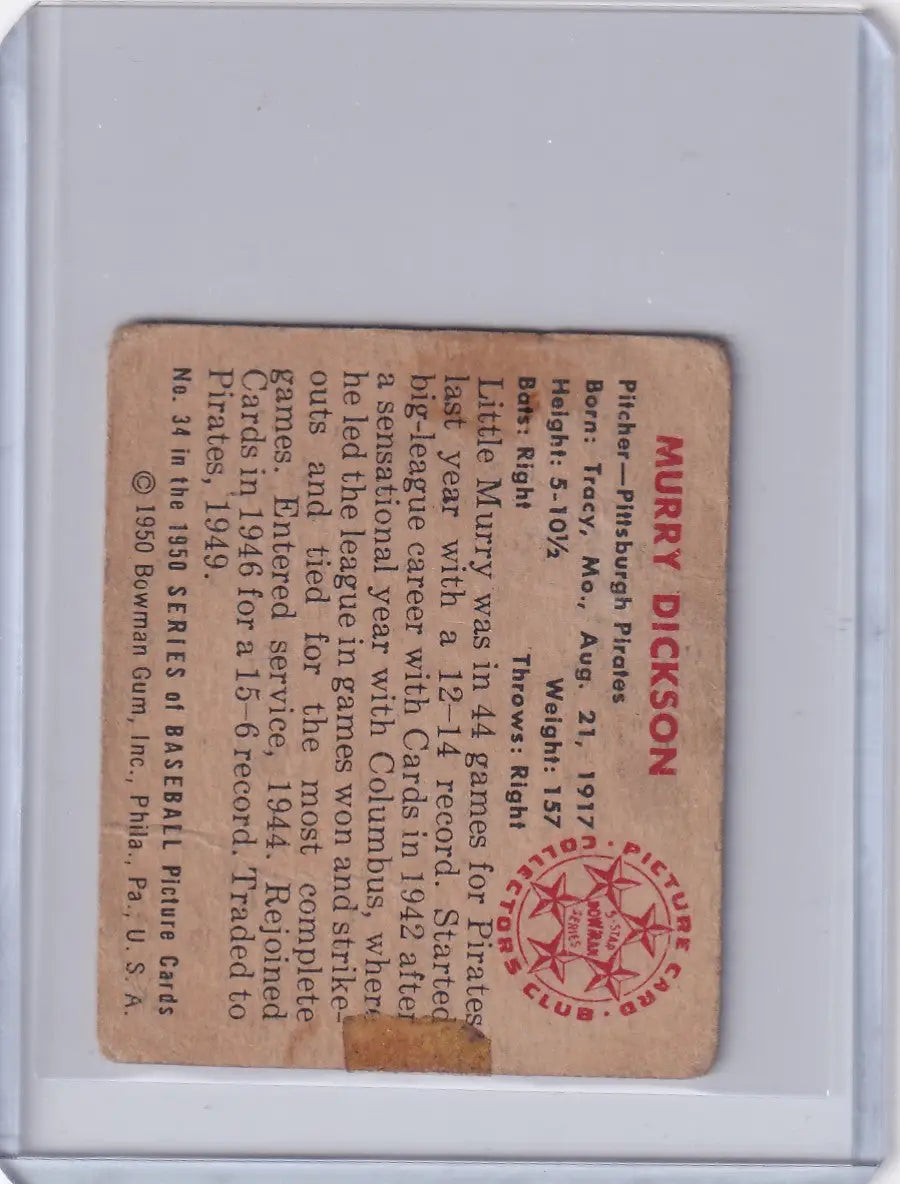 MURRY DICKSON
Pitcher—Pittsburgh Pirates
Born: Tracy, Mo., Aug. 21, 1917
Height: 5-10½ Weight: 157
Bats: Right Throws: Right
PICTURE CARD · COLLECTORS CLUB ·
5-STAR
BOWMAN
SERIES
Little Murry was in 44 games for Pirates
last year with a 12–14 record. Started
big-league career with Cards in 1942 after
a sensational year with Columbus, where
he led the league in games won and strike-
outs and tied for the most complete
games. Entered service, 1944. Rejoined
Cards in 1946 for a 15–6 record. Traded to
Pirates, 1949.
No. 34 in the 1950 SERIES of BASEBALL Picture Cards
© 1950 Bowman Gum, Inc., Phila., Pa., U. S. A.